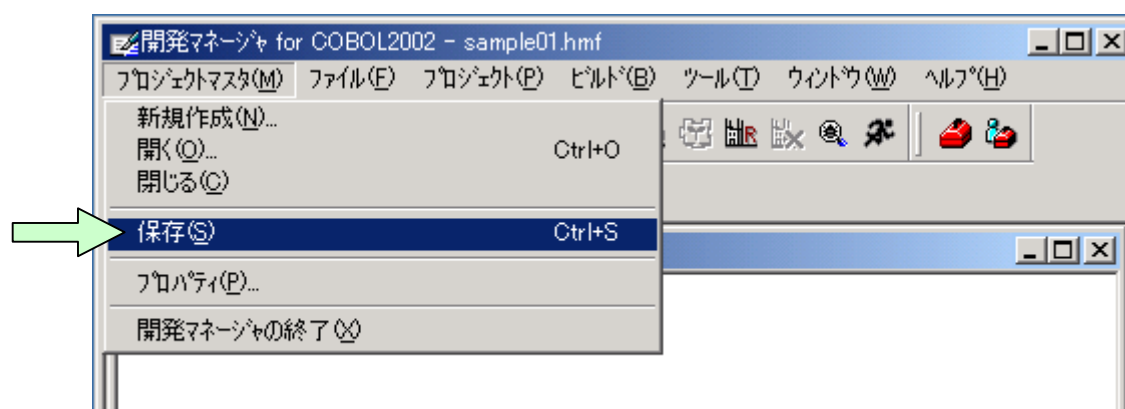 開発ﾏﾈｰｼﾞｬ for COBOL2002 - sample01.hmf
ﾌﾟﾛｼﾞｪｸﾄﾏｽﾀ(M) ﾌｧｲﾙ(F) ﾌﾟﾛｼﾞｪｸﾄ(P) ﾋﾞﾙﾄﾞ(B) ﾂｰﾙ(T) ｳｨﾝﾄﾞｳ(W) ﾍﾙﾌﾟ(H)
新規作成(N)...
開く(O)... Ctrl+O
閉じる(C)
保存(S) Ctrl+S
ﾌﾟﾛﾊﾟﾃｨ(P)...
開発ﾏﾈｰｼﾞｬの終了(X)